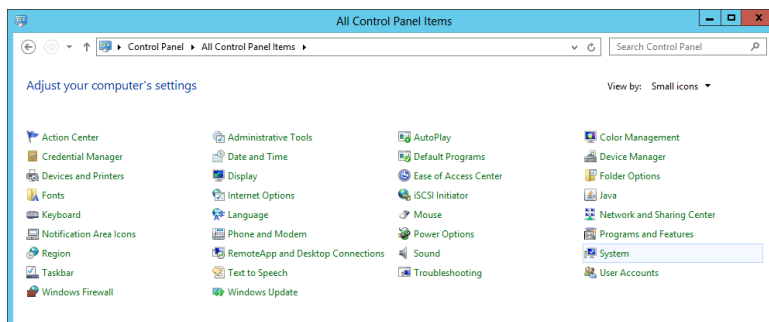 All Control Panel Items
Control Panel ▸ All Control Panel Items ▸
Search Control Panel
Adjust your computer's settings
View by: Small icons
Action Center Administrative Tools AutoPlay Color Management
Credential Manager Date and Time Default Programs Device Manager
Devices and Printers Display Ease of Access Center Folder Options
Fonts Internet Options iSCSI Initiator Java
Keyboard Language Mouse Network and Sharing Center
Notification Area Icons Phone and Modem Power Options Programs and Features
Region RemoteApp and Desktop Connections Sound System
Taskbar Text to Speech Troubleshooting User Accounts
Windows Firewall Windows Update